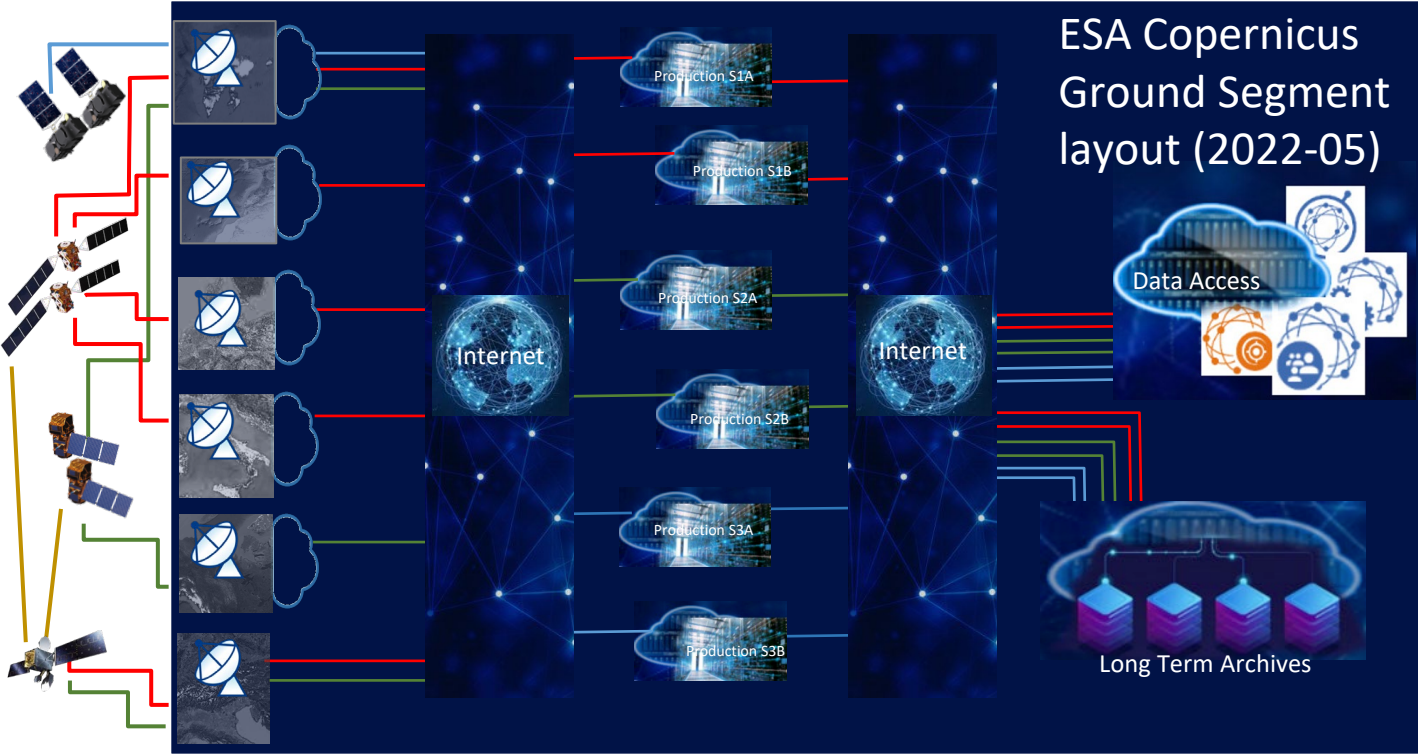 ESA Copernicus
Ground Segment
layout (2022-05)
Production S1A
Production S1B
Production S2A
Data Access
Internet
Internet
Production S2B
Production S3A
Production S3B
Long Term Archives